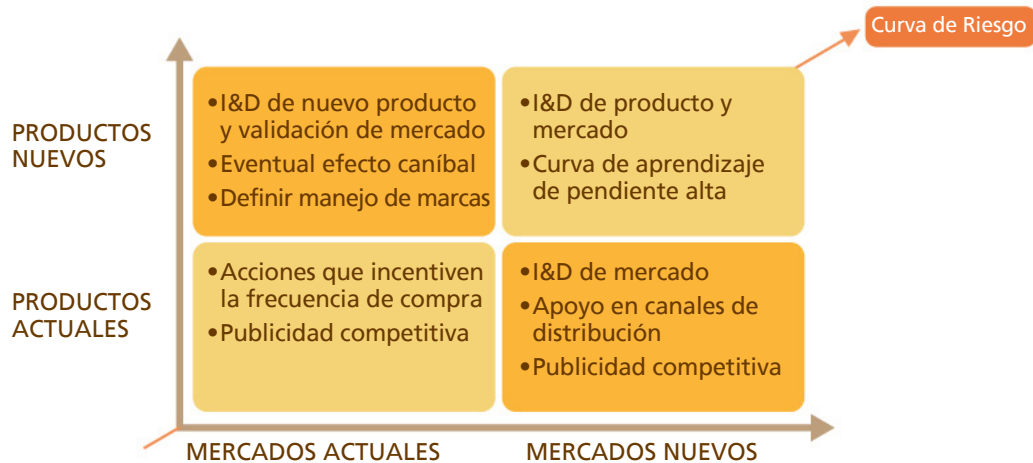 Curva de Riesgo
PRODUCTOS
NUEVOS
•I&D de nuevo producto
y validación de mercado
•Eventual efecto caníbal
•Definir manejo de marcas
•I&D de producto y
mercado
•Curva de aprendizaje
de pendiente alta
PRODUCTOS
ACTUALES
•Acciones que incentiven
la frecuencia de compra
•Publicidad competitiva
•I&D de mercado
•Apoyo en canales de
distribución
•Publicidad competitiva
MERCADOS ACTUALES
MERCADOS NUEVOS